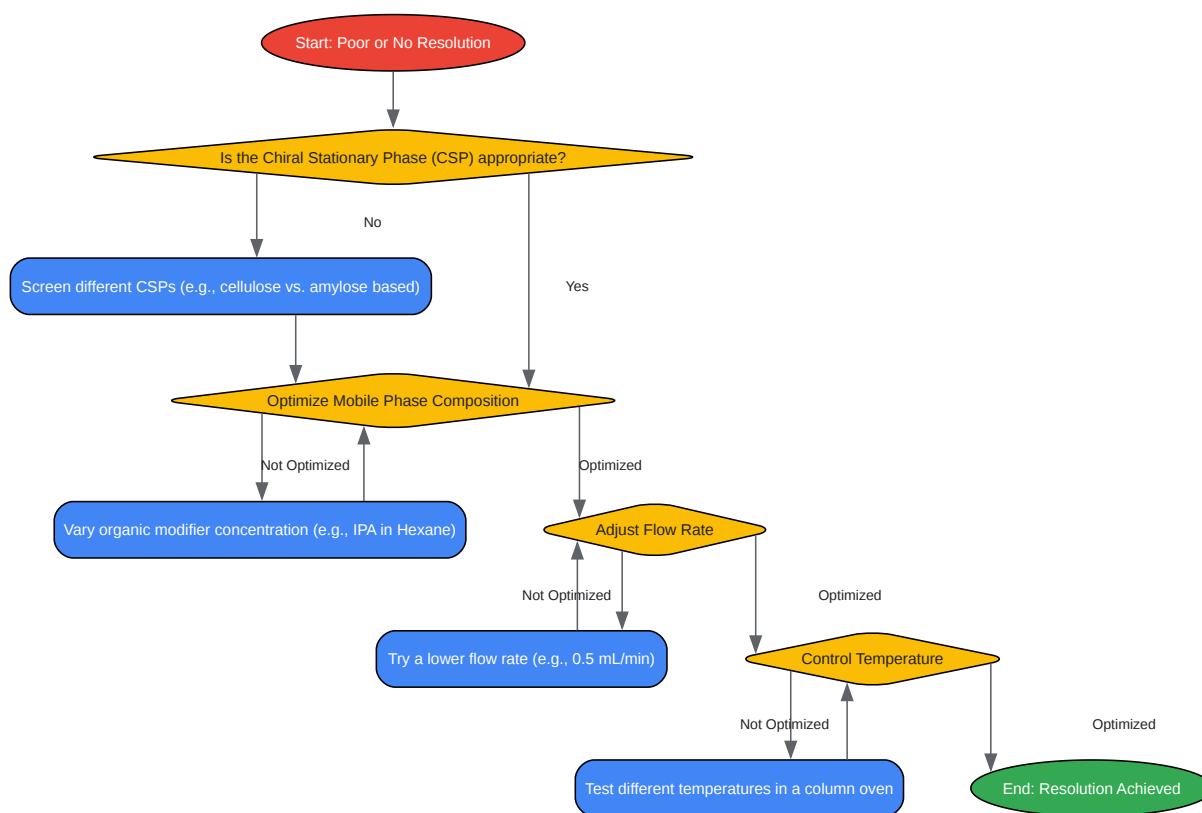 Start: Poor or No Resolution
Is the Chiral Stationary Phase (CSP) appropriate?
No
Screen different CSPs (e.g., cellulose vs. amylose based)
Yes
Optimize Mobile Phase Composition
Not Optimized
Optimized
Vary organic modifier concentration (e.g., IPA in Hexane)
Adjust Flow Rate
Not Optimized
Optimized
Try a lower flow rate (e.g., 0.5 mL/min)
Control Temperature
Not Optimized
Optimized
Test different temperatures in a column oven
End: Resolution Achieved